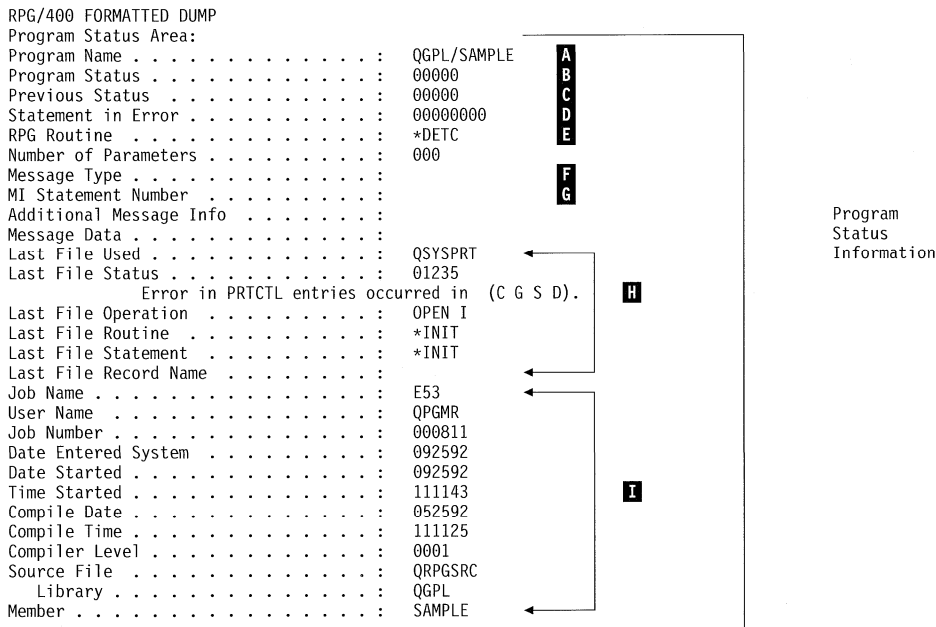 RPG/400 FORMATTED DUMP
Program Status Area:
Program Name . . . . . . . . . . . . . . : QGPL/SAMPLE A
Program Status . . . . . . . . . . . . . : 00000 B
Previous Status . . . . . . . . . . . . : 00000 C
Statement in Error . . . . . . . . . . . : 00000000 D
RPG Routine . . . . . . . . . . . . . . : *DETC E
Number of Parameters . . . . . . . . . . : 000
Message Type . . . . . . . . . . . . . . : F
MI Statement Number . . . . . . . . . . : G
Additional Message Info . . . . . . . : Program
Message Data . . . . . . . . . . . . . . : Status
Last File Used . . . . . . . . . . . . . : QSYSPRT Information
Last File Status . . . . . . . . . . . . : 01235
Error in PRTCTL entries occurred in (C G S D). H
Last File Operation . . . . . . . . . . : OPEN I
Last File Routine . . . . . . . . . . . : *INIT
Last File Statement . . . . . . . . . . : *INIT
Last File Record Name . . . . . . . . . :
Job Name . . . . . . . . . . . . . . . . : E53
User Name . . . . . . . . . . . . . . . : QPGMR
Job Number . . . . . . . . . . . . . . . : 000811
Date Entered System . . . . . . . . . . : 092592
Date Started . . . . . . . . . . . . . . : 092592
Time Started . . . . . . . . . . . . . . : 111143 I
Compile Date . . . . . . . . . . . . . . : 052592
Compile Time . . . . . . . . . . . . . . : 111125
Compiler Level . . . . . . . . . . . . . : 0001
Source File . . . . . . . . . . . . . . : QRPGSRC
Library . . . . . . . . . . . . . . . : QGPL
Member . . . . . . . . . . . . . . . . . : SAMPLE